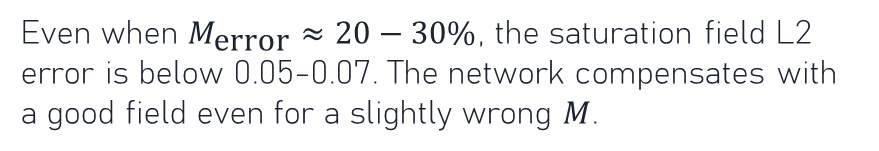 Even when M_error ≈ 20 − 30%, the saturation field L2
error is below 0.05–0.07. The network compensates with
a good field even for a slightly wrong M.